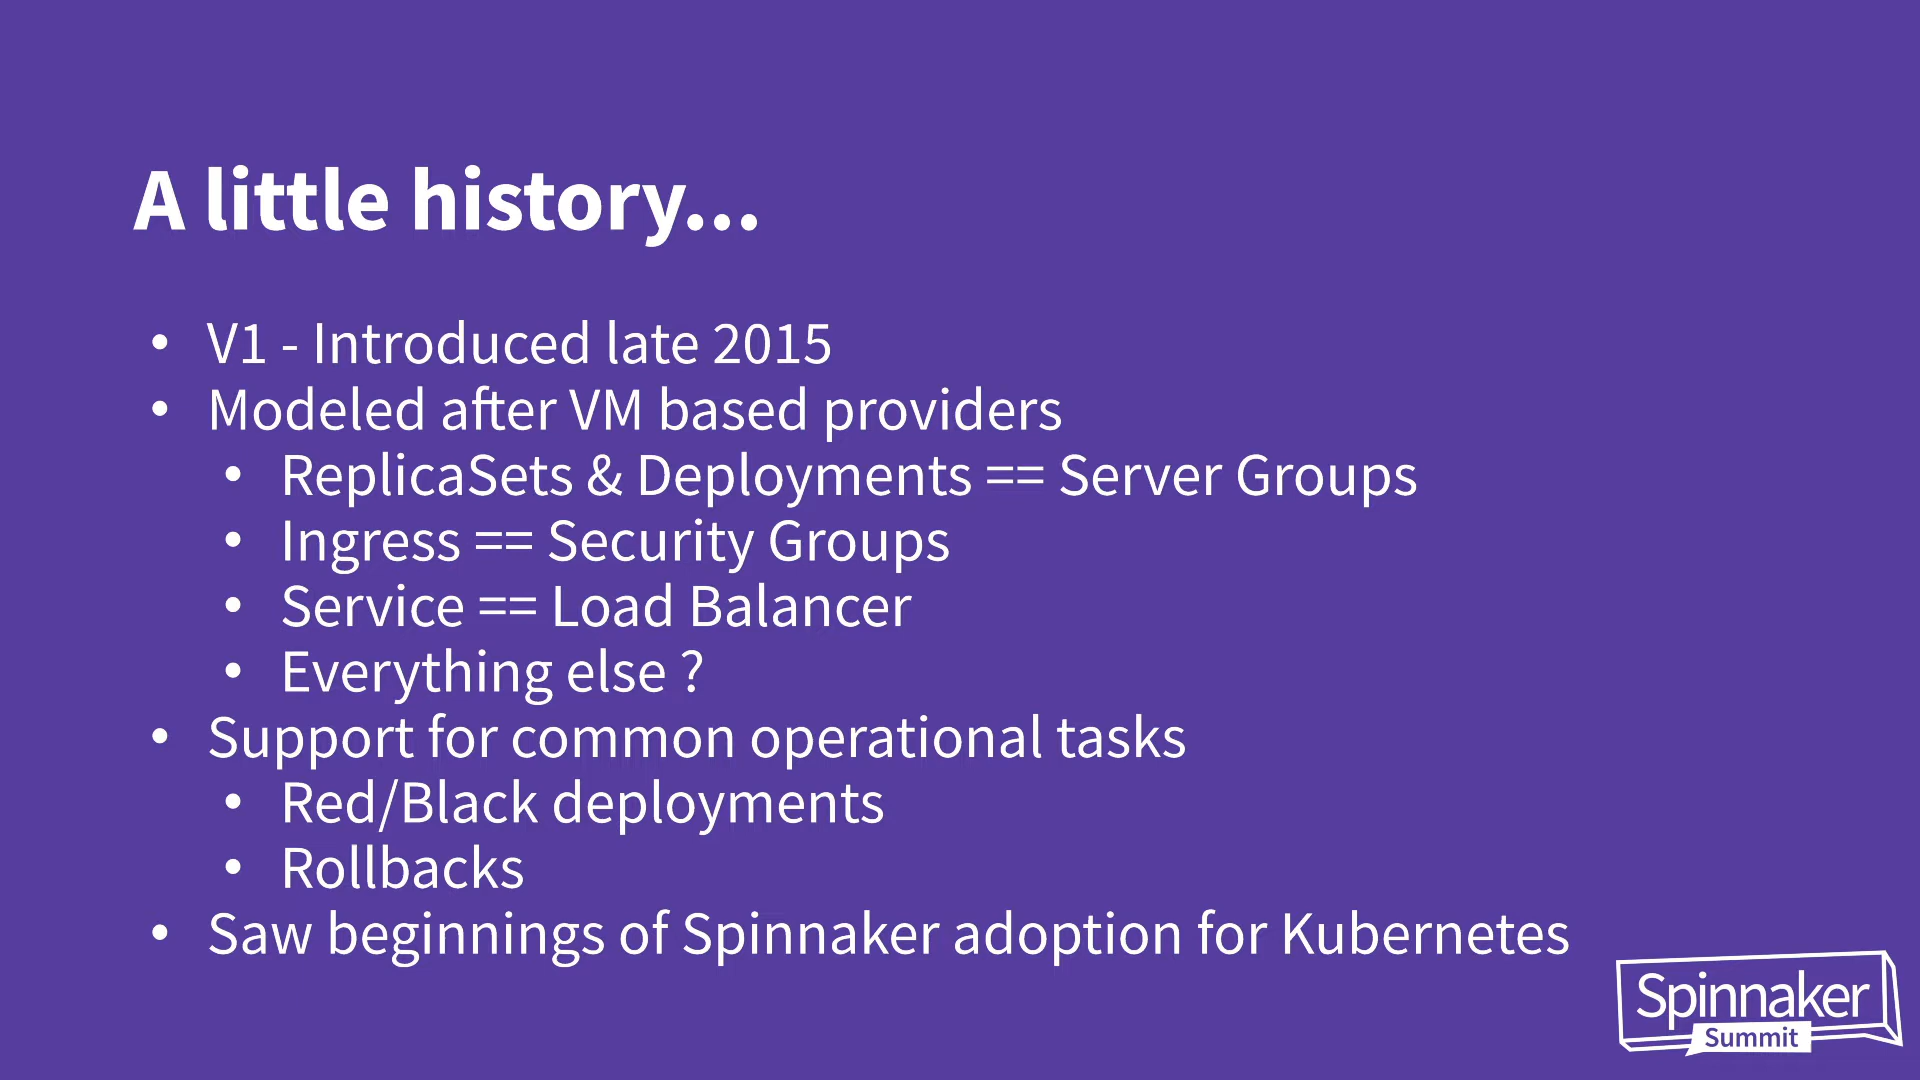 A little history...
• V1 - Introduced late 2015
• Modeled after VM based providers
• ReplicaSets & Deployments == Server Groups
• Ingress == Security Groups
• Service == Load Balancer
• Everything else ?
• Support for common operational tasks
• Red/Black deployments
• Rollbacks
• Saw beginnings of Spinnaker adoption for Kubernetes
Spinnaker
Summit